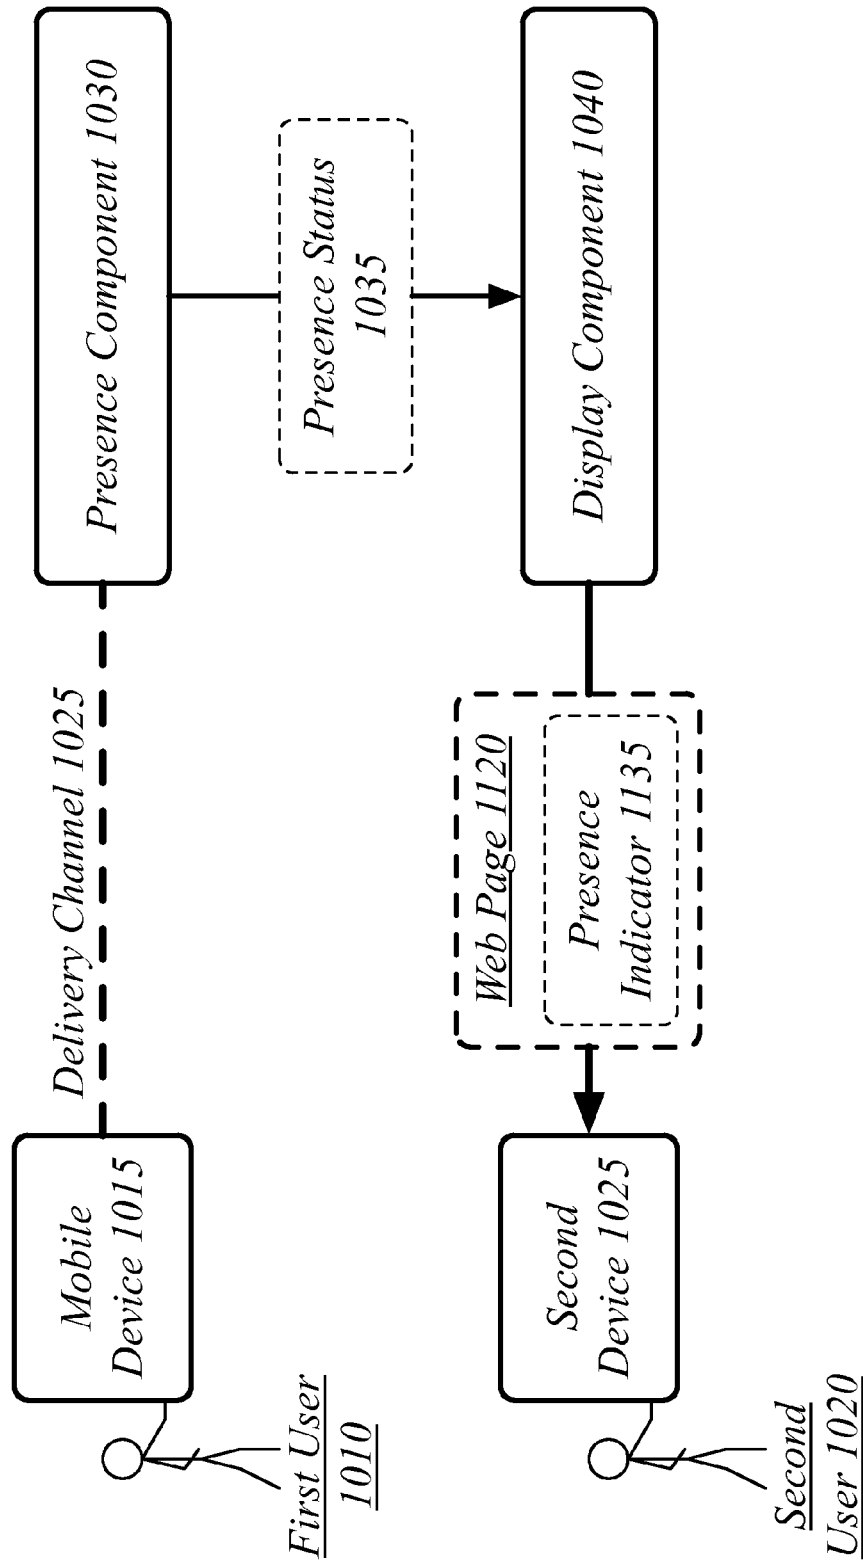 Mobile
Device 1015
Delivery Channel 1025
Presence Component 1030
First User
1010
Presence Status
1035
Second
Device 1025
Web Page 1120
Presence
Indicator 1135
Display Component 1040
Second
User 1020